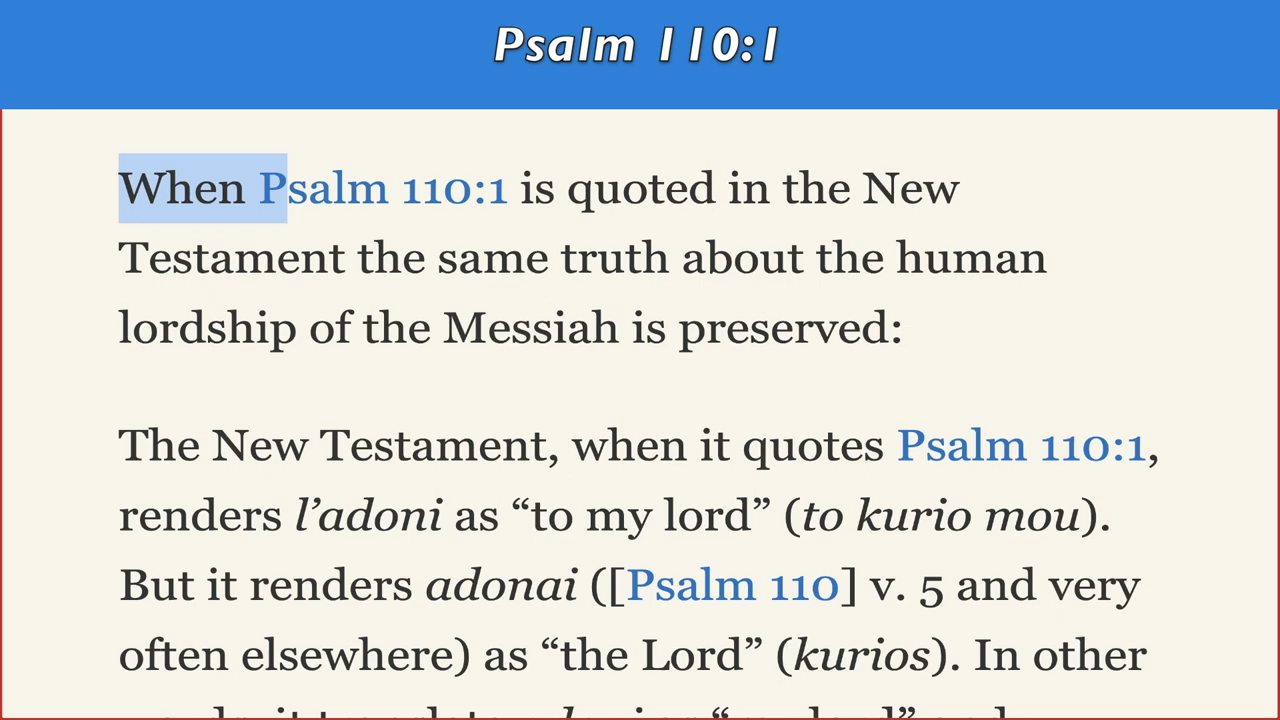 Psalm 110:1
When Psalm 110:1 is quoted in the New
Testament the same truth about the human
lordship of the Messiah is preserved:
The New Testament, when it quotes Psalm 110:1,
renders l’adoni as “to my lord” (to kurio mou).
But it renders adonai ([Psalm 110] v. 5 and very
often elsewhere) as “the Lord” (kurios). In other